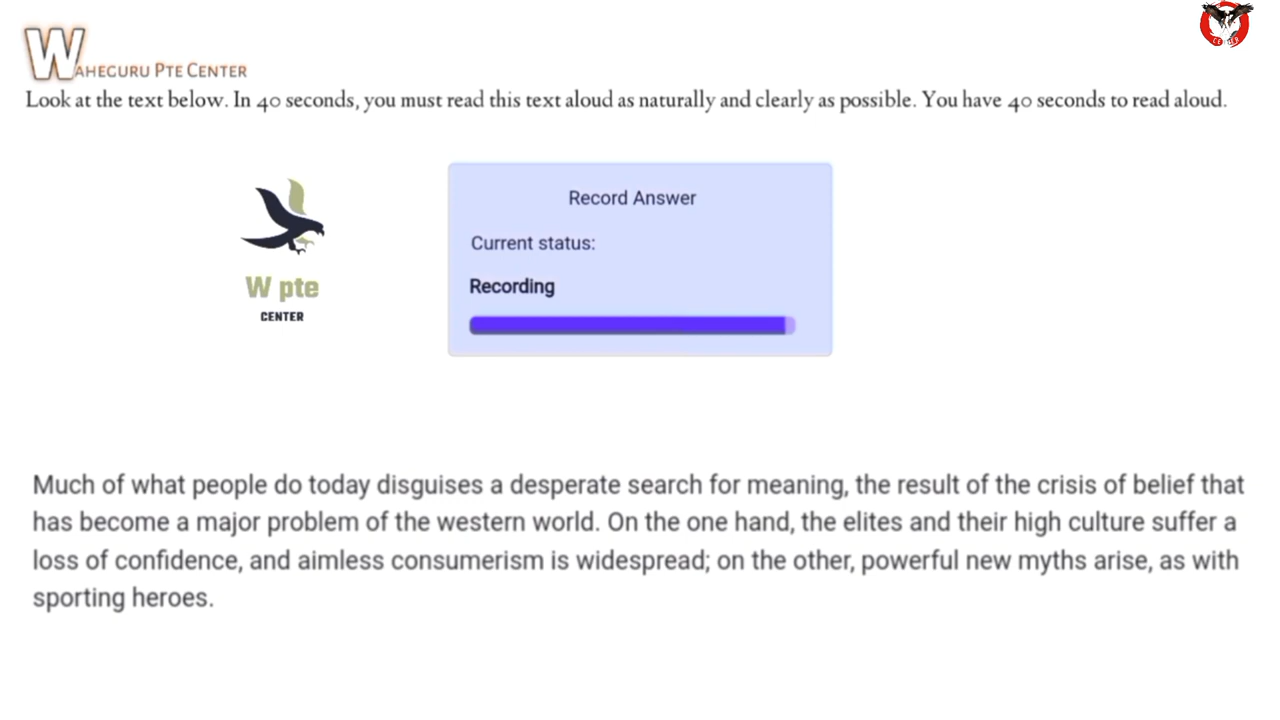 WAHEGURU PTE CENTER
Look at the text below. In 40 seconds, you must read this text aloud as naturally and clearly as possible. You have 40 seconds to read aloud.
Record Answer
Current status:
Recording
W pte
CENTER
Much of what people do today disguises a desperate search for meaning, the result of the crisis of belief that
has become a major problem of the western world. On the one hand, the elites and their high culture suffer a
loss of confidence, and aimless consumerism is widespread; on the other, powerful new myths arise, as with
sporting heroes.